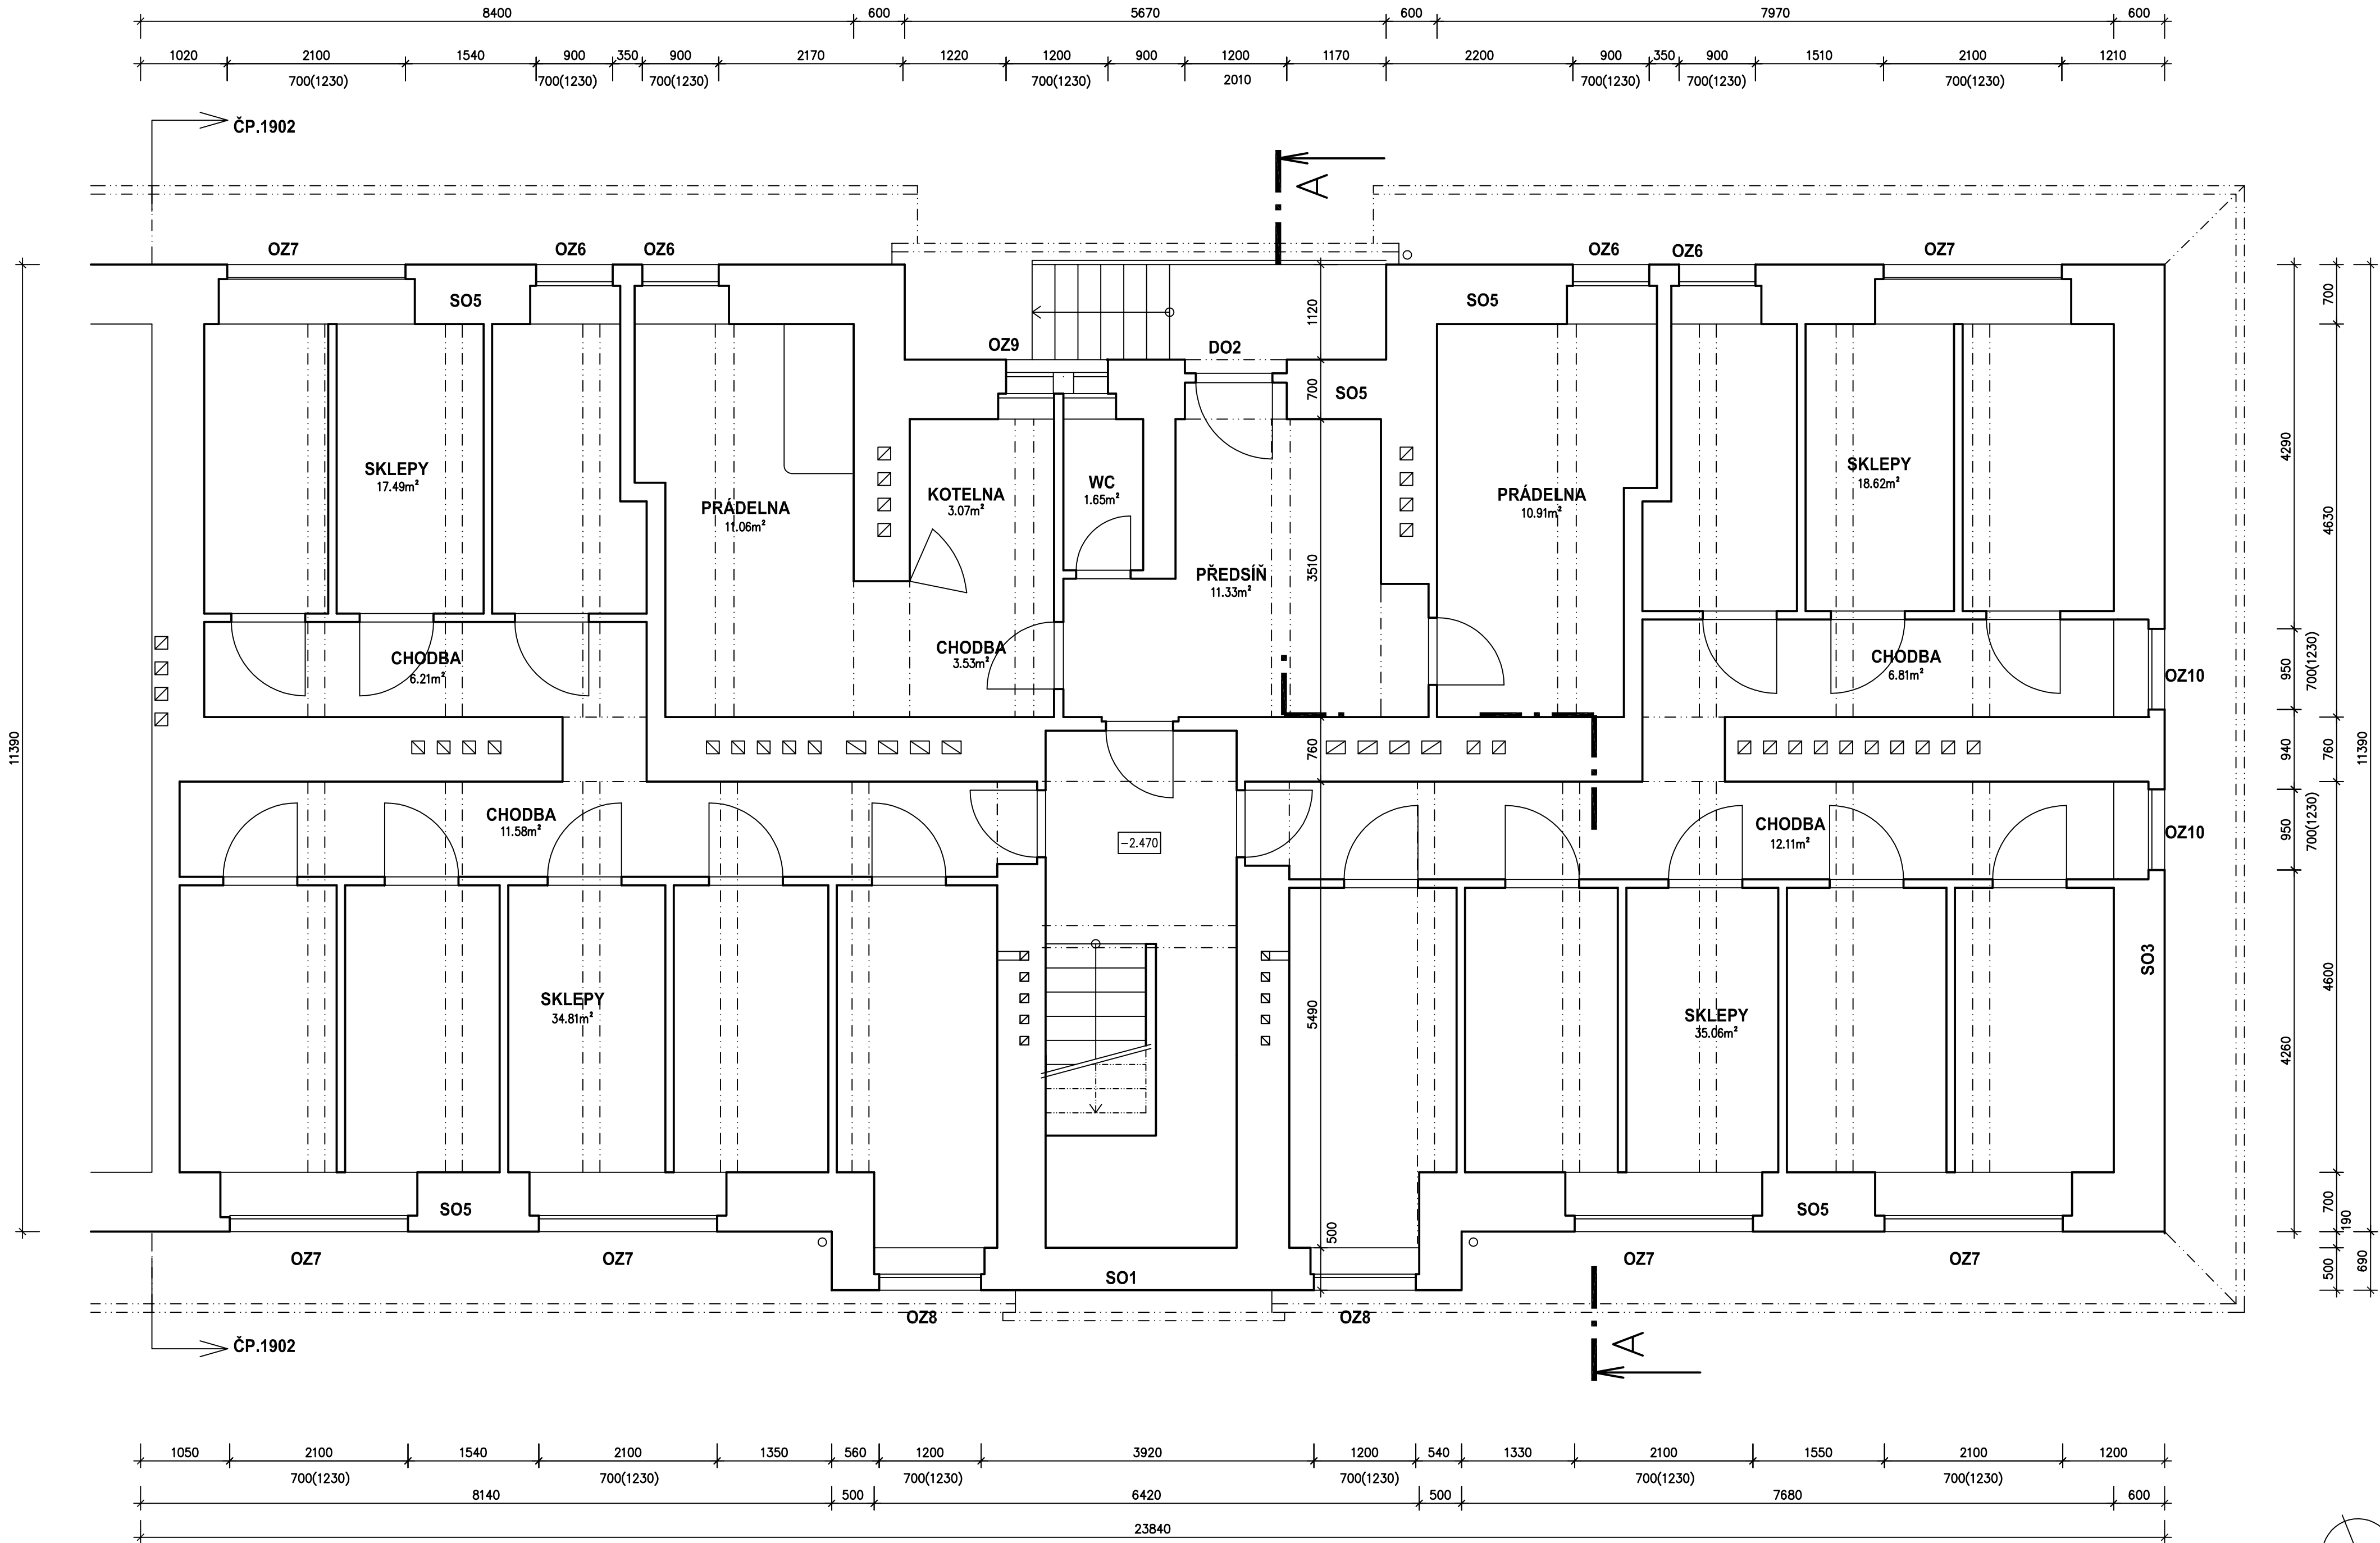 8400 600 5670 600 7970 600
1020 2100 1540 900 350 900 2170 1220 1200 900 1200 1170 2200 900 350 900 1510 2100 1210
700(1230) 700(1230) 700(1230) 700(1230) 2010 700(1230) 700(1230) 700(1230)
ČP.1902
A
OZ7 OZ6 OZ6 OZ6 OZ6 OZ7
SO5 SO5
1120
700
OZ9 DO2
700
SO5
4290
SKLEPY
17.49m²
SKLEPY
18.62m²
WC
1.65m²
KOTELNA
3.07m²
PRÁDELNA
10.91m²
PRÁDELNA
11.06m²
4630
3510
PŘEDSÍŇ
11.33m²
CHODBA
3.53m²
CHODBA
6.21m²
CHODBA
6.81m²
OZ10
950
700(1230)
11390
760
940
760
11390
CHODBA
11.58m²
CHODBA
12.11m²
OZ10
950
700(1230)
-2.470
SO3
4600
SKLEPY
34.81m²
SKLEPY
35.06m²
5490
4260
SO5 SO5
700
190
500
OZ7 OZ7 OZ7 OZ7
SO1
500
690
OZ8 OZ8
ČP.1902
A
1050 2100 1540 2100 1350 560 1200 3920 1200 540 1330 2100 1550 2100 1200
700(1230) 700(1230) 700(1230) 700(1230) 700(1230) 700(1230)
8140 500 6420 500 7680 600
23840